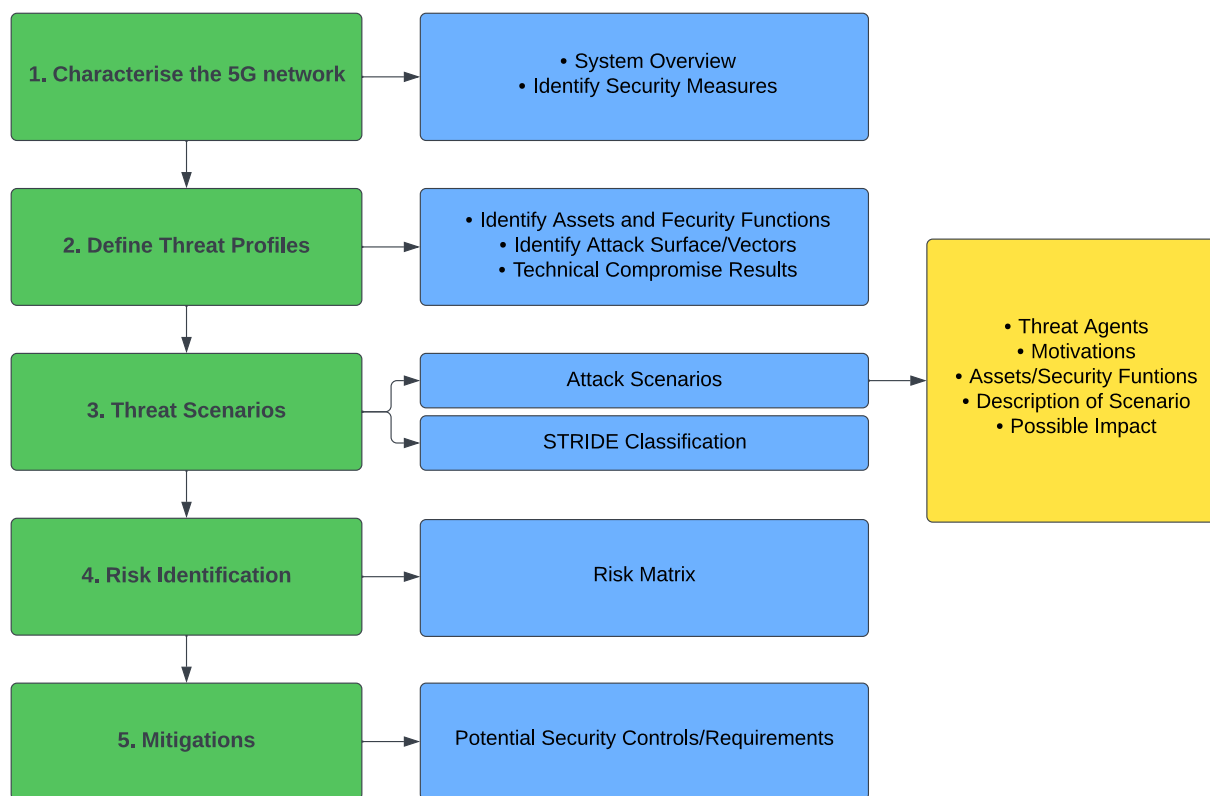 1. Characterise the 5G network
• System Overview
• Identify Security Measures
2. Define Threat Profiles
• Identify Assets and Fecurity Functions
• Identify Attack Surface/Vectors
• Technical Compromise Results
3. Threat Scenarios
Attack Scenarios
STRIDE Classification
• Threat Agents
• Motivations
• Assets/Security Funtions
• Description of Scenario
• Possible Impact
4. Risk Identification
Risk Matrix
5. Mitigations
Potential Security Controls/Requirements